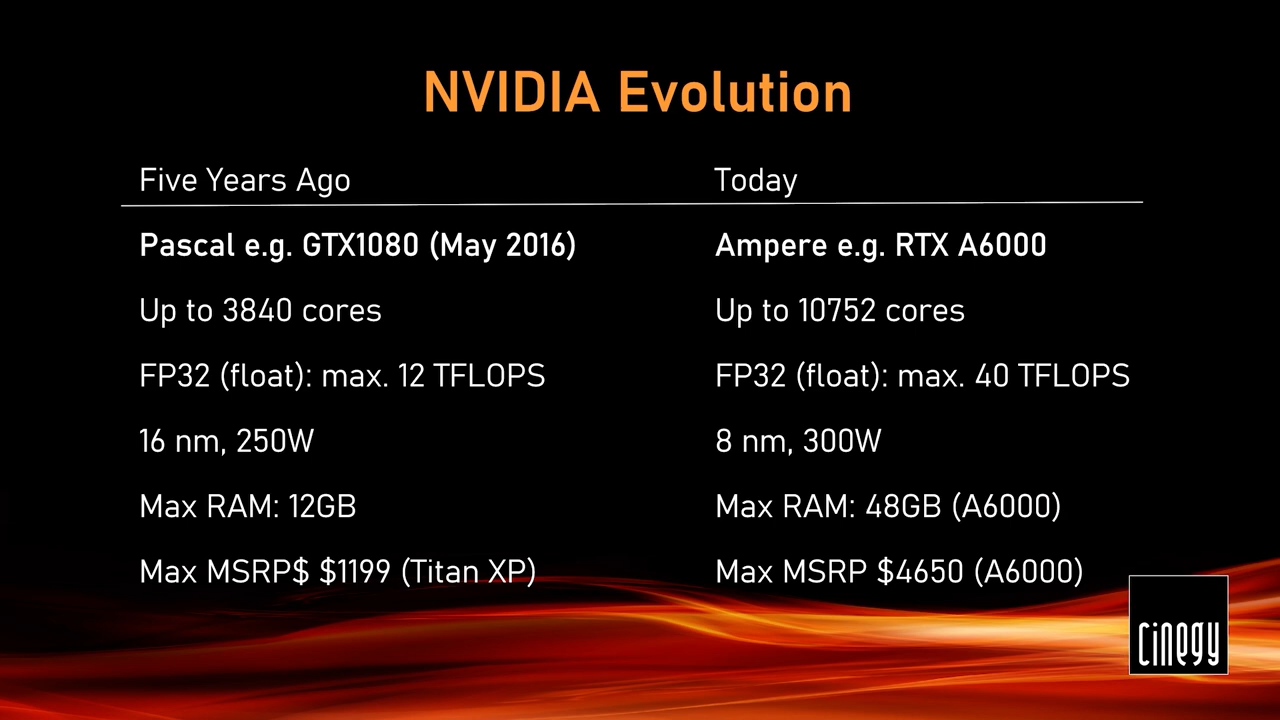 NVIDIA Evolution
Five Years Ago
Today
Pascal e.g. GTX1080 (May 2016)
Ampere e.g. RTX A6000
Up to 3840 cores
Up to 10752 cores
FP32 (float): max. 12 TFLOPS
FP32 (float): max. 40 TFLOPS
16 nm, 250W
8 nm, 300W
Max RAM: 12GB
Max RAM: 48GB (A6000)
Max MSRP$ $1199 (Titan XP)
Max MSRP $4650 (A6000)
cinegy